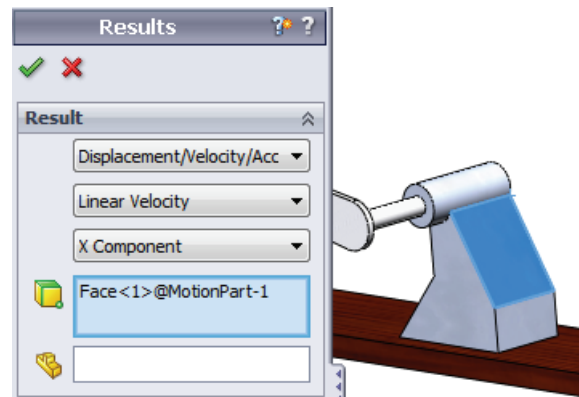 Results
? ?
Result
Displacement/Velocity/Acc
Linear Velocity
X Component
Face<1>@MotionPart-1